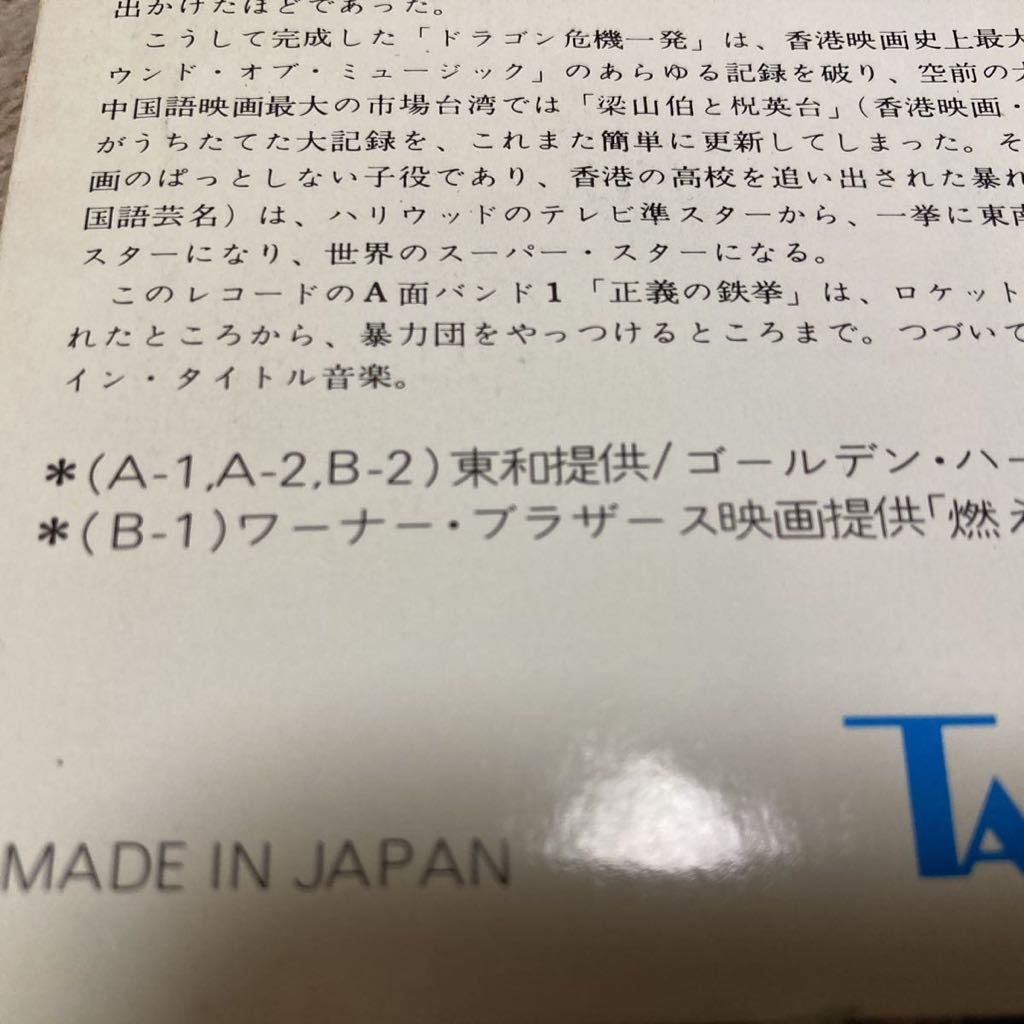 出かけたほどであった。
こうして完成した「ドラゴン危機一発」は、香港映画史上最大
ウンド・オブ・ミュージック」のあらゆる記録を破り、空前の大
中国語映画最大の市場台湾では「梁山伯と柷英台」(香港映画・
がうちたてた大記録を、これまた簡単に更新してしまった。そ
画のぱっとしない子役であり、香港の高校を追い出された暴れ
国語芸名)は、ハリウッドのテレビ準スターから、一挙に東南
スターになり、世界のスーパー・スターになる。
このレコードのA面バンド1「正義の鉄拳」は、ロケット
れたところから、暴力団をやっつけるところまで。つづいて
イン・タイトル音楽。
*(A-1,A-2,B-2)東和提供/ゴールデン・ハー
*(B-1)ワーナー・ブラザース映画提供「燃え
MADE IN JAPAN
TA